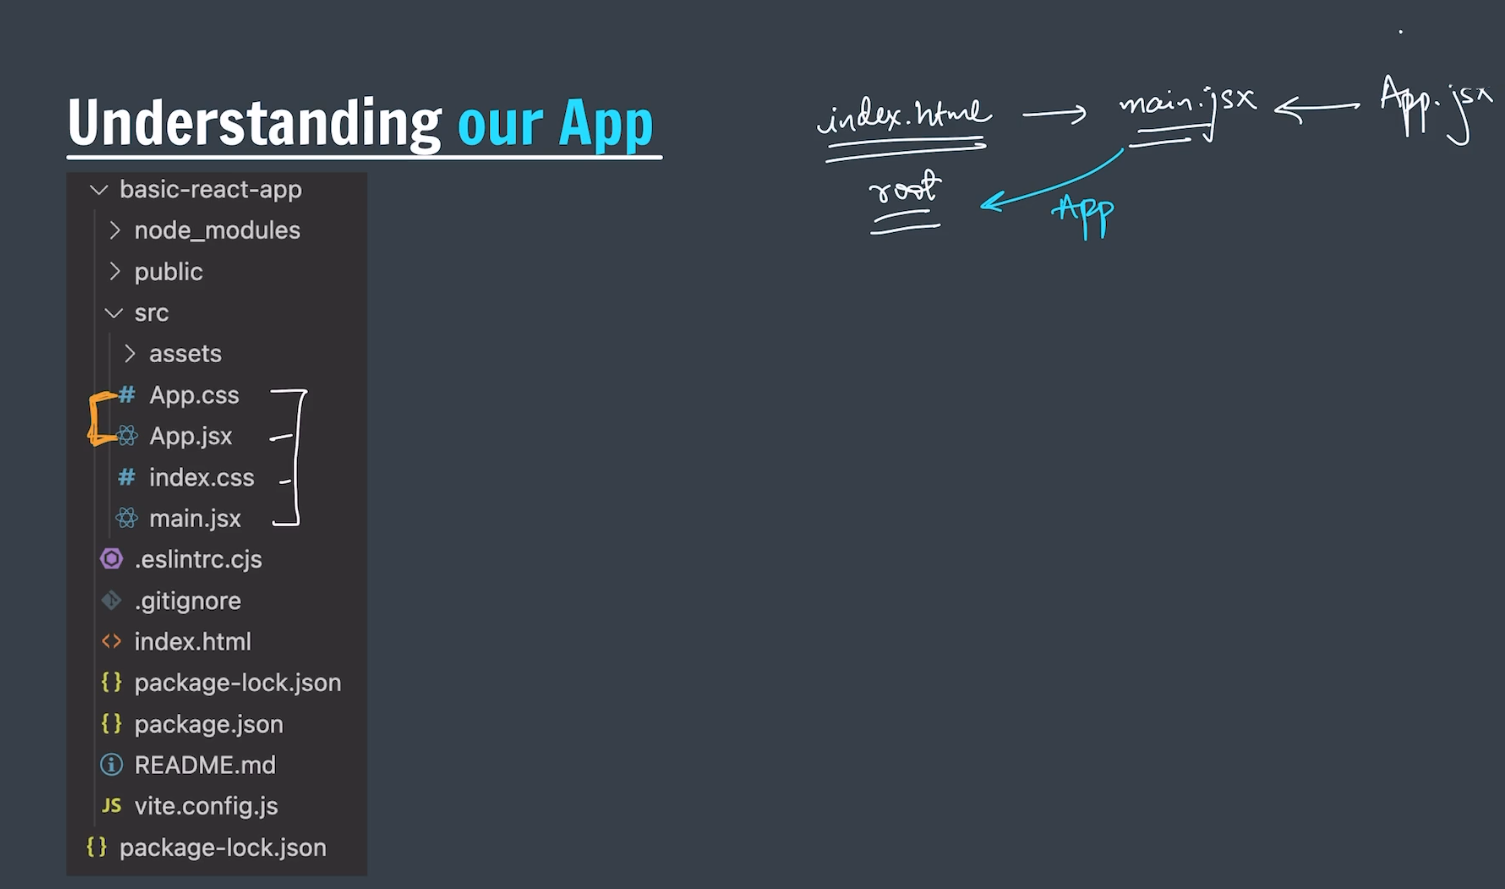 Understanding our App
index.html → main.jsx ← App.jsx
root
App
basic-react-app
node_modules
public
src
assets
App.css
App.jsx
index.css
main.jsx
.eslintrc.cjs
.gitignore
index.html
package-lock.json
package.json
README.md
JS vite.config.js
package-lock.json